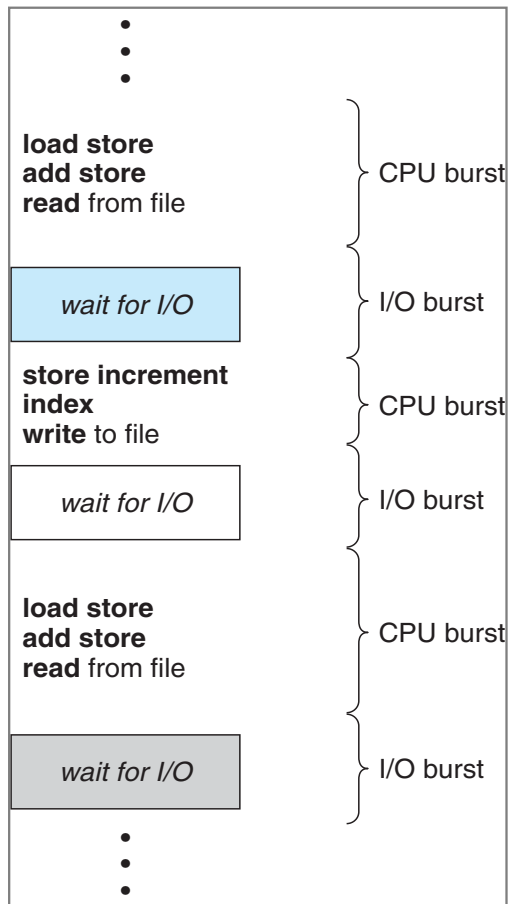 load store
add store
read from file
CPU burst
wait for I/O
I/O burst
store increment
index
write to file
CPU burst
wait for I/O
I/O burst
load store
add store
read from file
CPU burst
wait for I/O
I/O burst